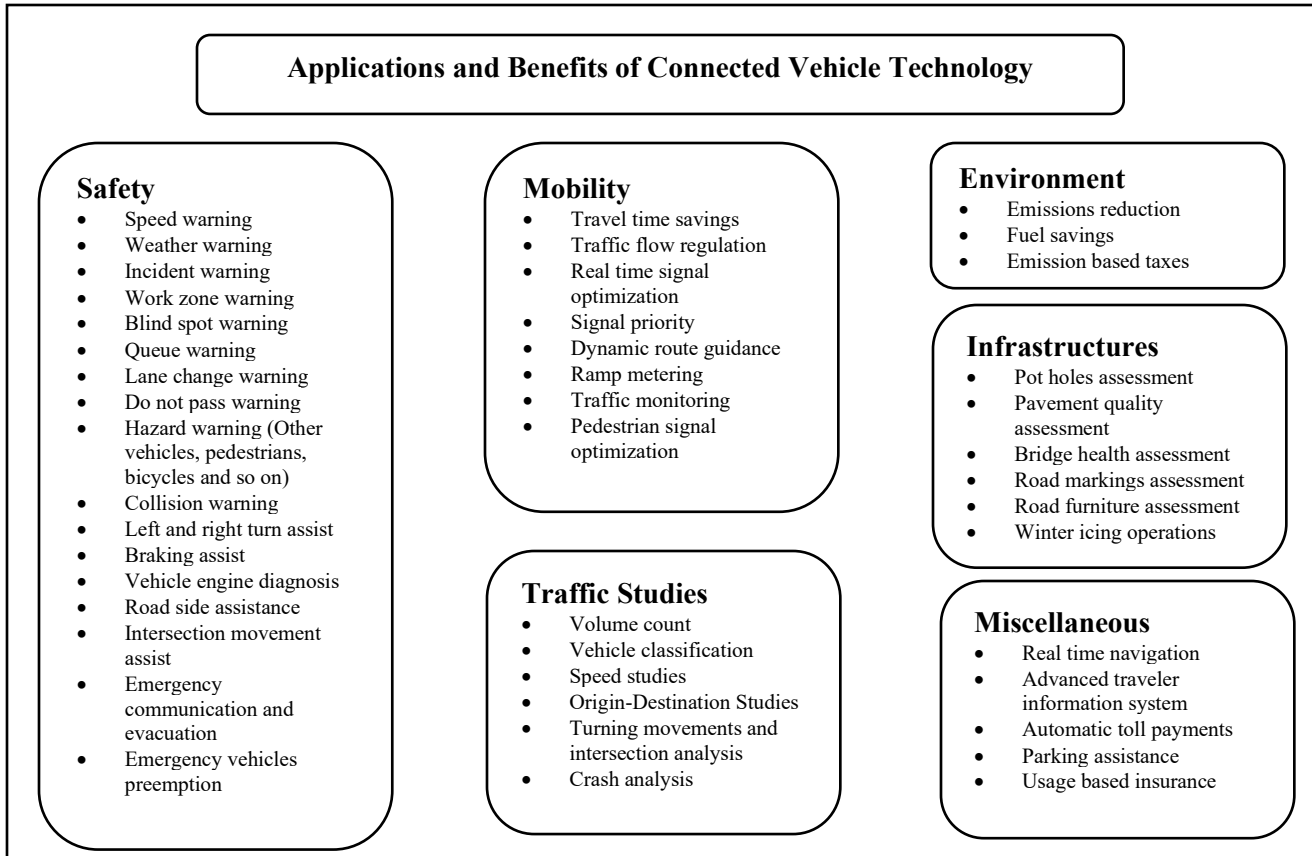 Applications and Benefits of Connected Vehicle Technology
Safety
• Speed warning
• Weather warning
• Incident warning
• Work zone warning
• Blind spot warning
• Queue warning
• Lane change warning
• Do not pass warning
• Hazard warning (Other
vehicles, pedestrians,
bicycles and so on)
• Collision warning
• Left and right turn assist
• Braking assist
• Vehicle engine diagnosis
• Road side assistance
• Intersection movement
assist
• Emergency
communication and
evacuation
• Emergency vehicles
preemption
Mobility
• Travel time savings
• Traffic flow regulation
• Real time signal
optimization
• Signal priority
• Dynamic route guidance
• Ramp metering
• Traffic monitoring
• Pedestrian signal
optimization
Traffic Studies
• Volume count
• Vehicle classification
• Speed studies
• Origin-Destination Studies
• Turning movements and
intersection analysis
• Crash analysis
Environment
• Emissions reduction
• Fuel savings
• Emission based taxes
Infrastructures
• Pot holes assessment
• Pavement quality
assessment
• Bridge health assessment
• Road markings assessment
• Road furniture assessment
• Winter icing operations
Miscellaneous
• Real time navigation
• Advanced traveler
information system
• Automatic toll payments
• Parking assistance
• Usage based insurance